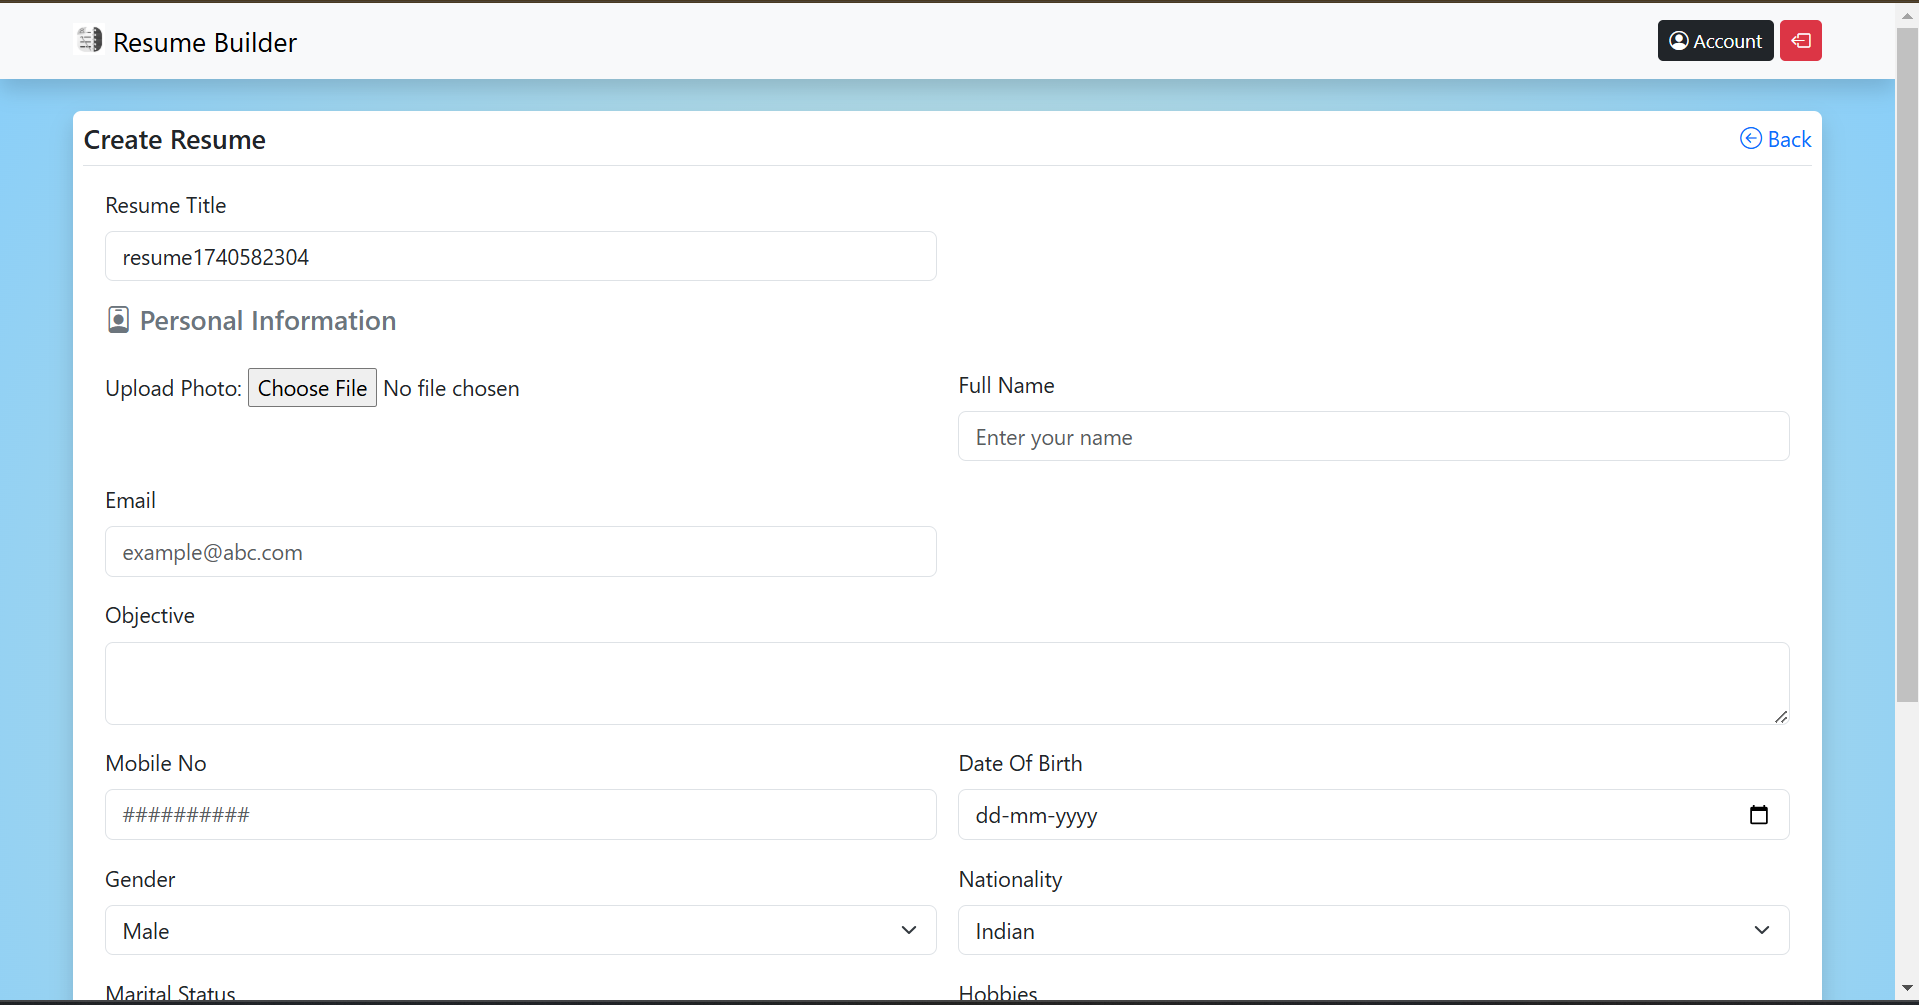 Resume Builder
Account
Create Resume
Back
Resume Title
resume1740582304
Personal Information
Upload Photo: Choose File No file chosen
Full Name
Enter your name
Email
example@abc.com
Objective
Mobile No
Date Of Birth
##########
dd-mm-yyyy
Gender
Nationality
Male
Indian
Marital Status
Hobbies